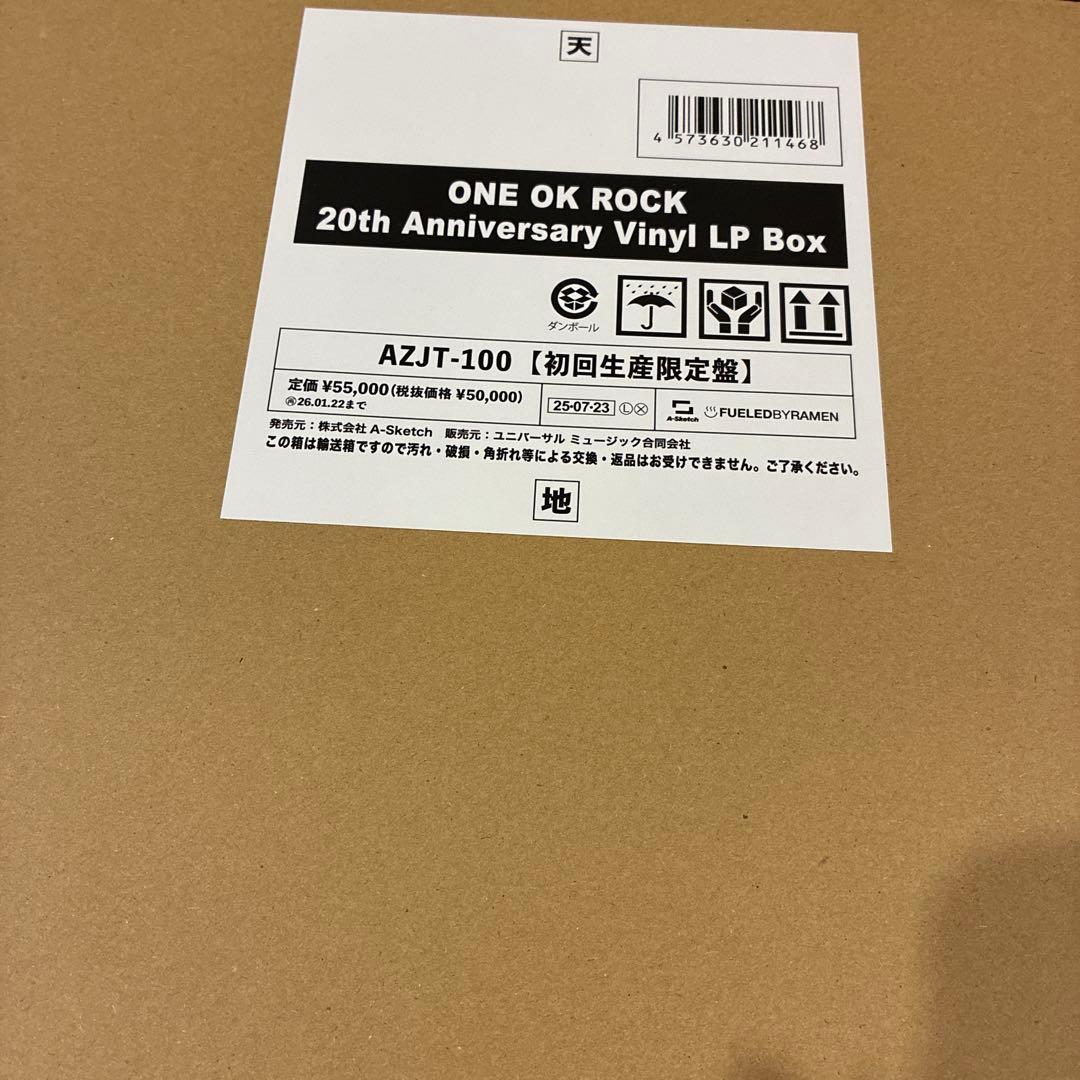 天
4 573630 211468
ONE OK ROCK
20th Anniversary Vinyl LP Box
ダンボール
AZJT-100【初回生産限定盤】
定価 ¥55,000(税抜価格 ¥50,000)
㋬26.01.22まで
25・07・23 Ⓛ
A-Sketch
FUELEDBYRAMEN
発売元：株式会社 A-Sketch 販売元：ユニバーサル ミュージック合同会社
この箱は輸送箱ですので汚れ・破損・角折れ等による交換・返品はお受けできません。ご了承ください。
地